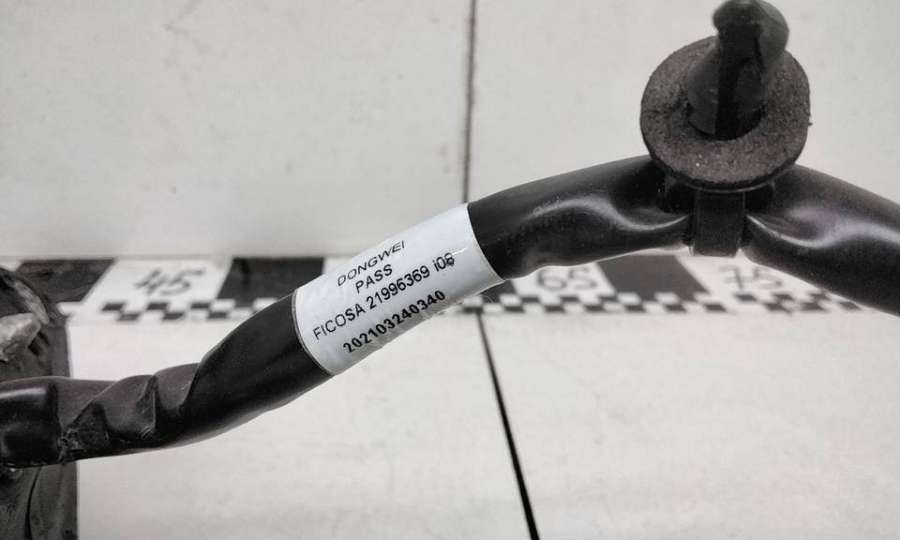 DONGWEI
PASS
FICOSA 21996369 i06
202103240340
45
65
75